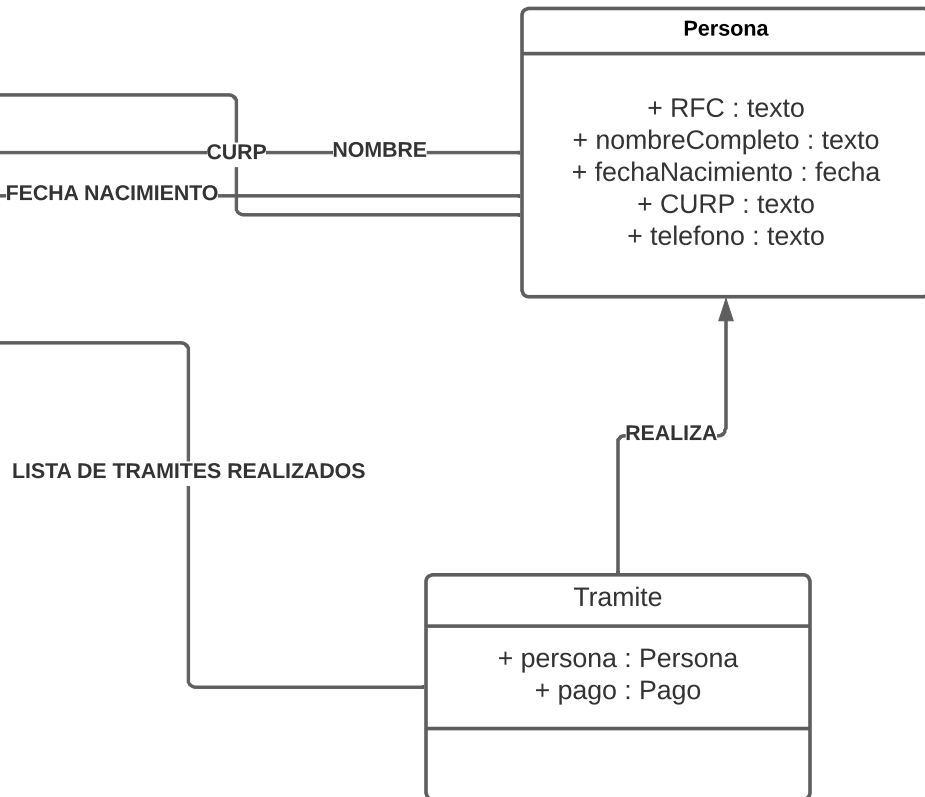 Persona
+ RFC : texto
+ nombreCompleto : texto
+ fechaNacimiento : fecha
+ CURP : texto
+ telefono : texto
CURP
NOMBRE
FECHA NACIMIENTO
REALIZA
LISTA DE TRAMITES REALIZADOS
Tramite
+ persona : Persona
+ pago : Pago